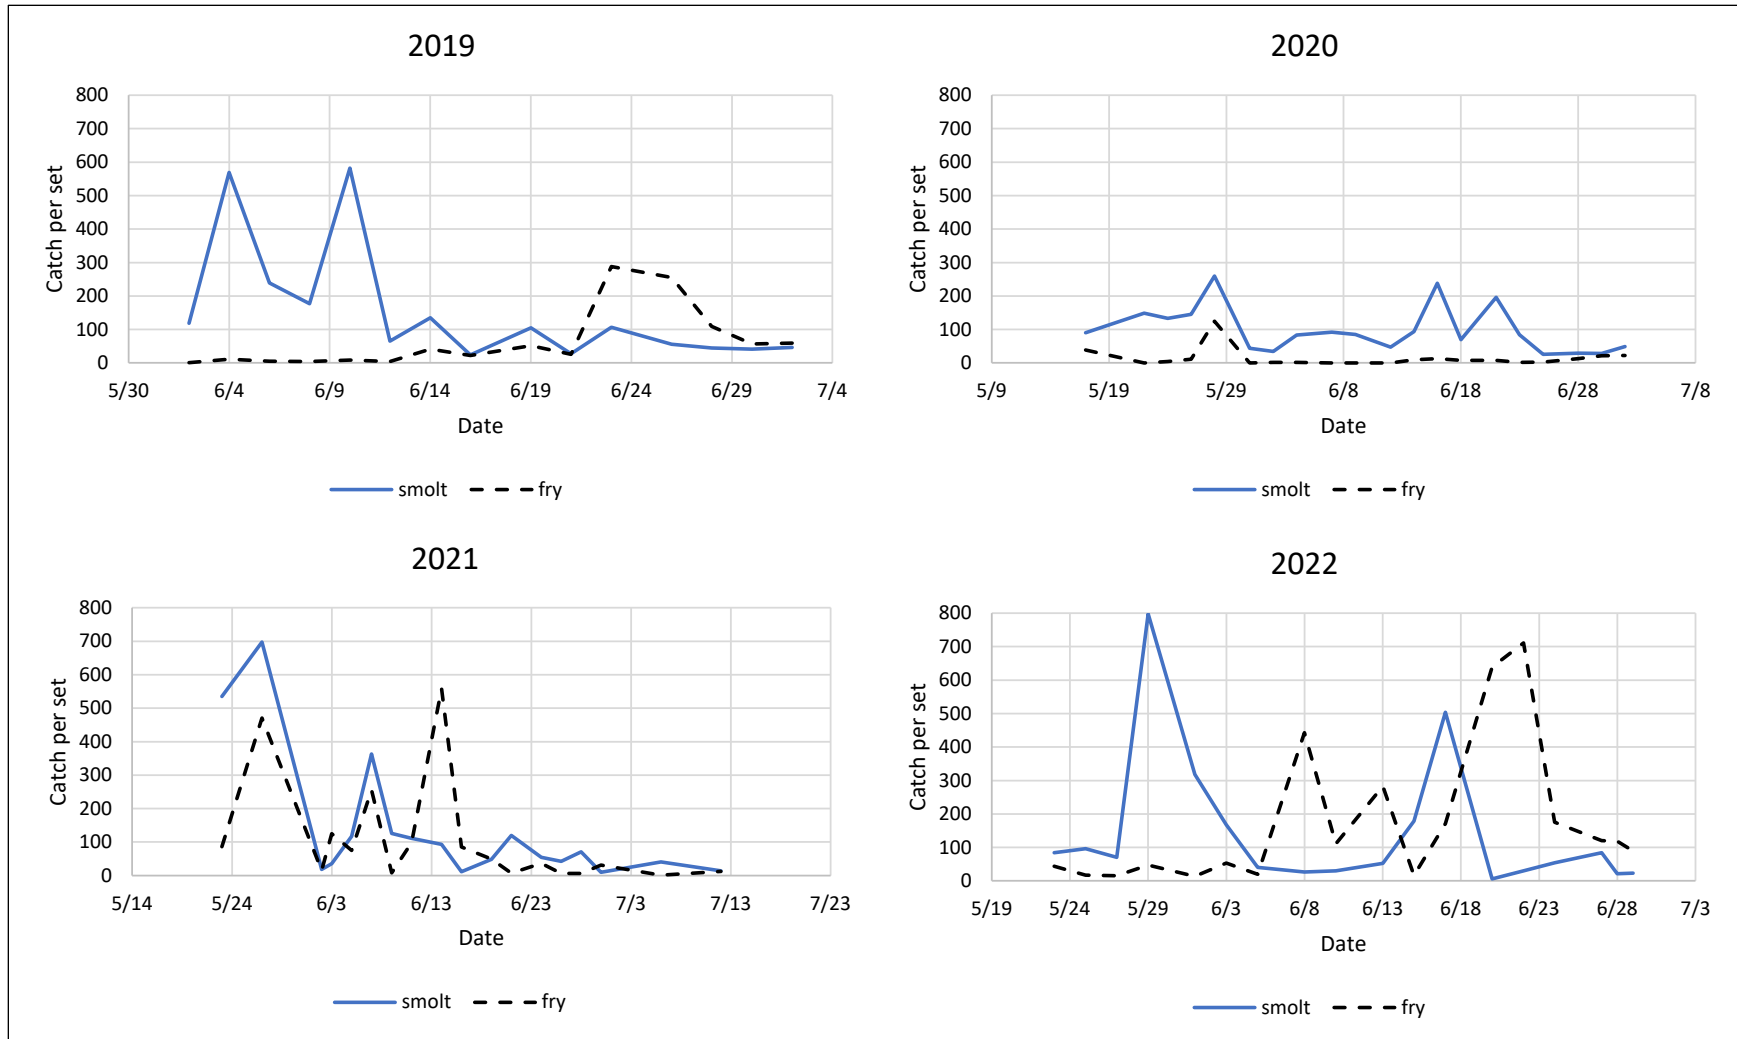 2019
800
700
600
500
400
300
200
100
0
Catch per set
5/30 6/4 6/9 6/14 6/19 6/24 6/29 7/4
Date
smolt fry
2020
800
700
600
500
400
300
200
100
0
Catch per set
5/9 5/19 5/29 6/8 6/18 6/28 7/8
Date
smolt fry
2021
800
700
600
500
400
300
200
100
0
Catch per set
5/14 5/24 6/3 6/13 6/23 7/3 7/13 7/23
Date
smolt fry
2022
800
700
600
500
400
300
200
100
0
Catch per set
5/19 5/24 5/29 6/3 6/8 6/13 6/18 6/23 6/28 7/3
Date
smolt fry